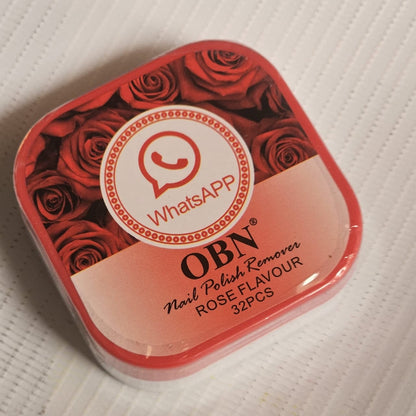 WhatsAPP
OBN®
Nail Polish Remover
ROSE FLAVOUR
32PCS